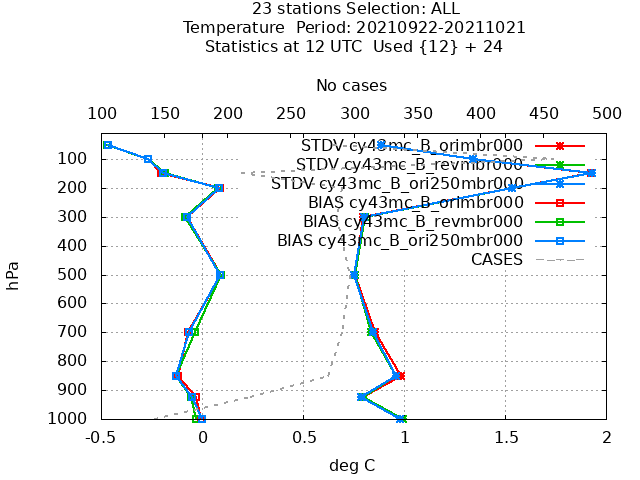 23 stations Selection: ALL
Temperature  Period: 20210922-20211021
Statistics at 12 UTC  Used {12} + 24
No cases
100 150 200 250 300 350 400 450 500
STDV cy43mc_B_orimbr000
STDV cy43mc_B_revmbr000
STDV cy43mc_B_ori250mbr000
BIAS cy43mc_B_orimbr000
BIAS cy43mc_B_revmbr000
BIAS cy43mc_B_ori250mbr000
CASES
hPa
100
200
300
400
500
600
700
800
900
1000
-0.5 0 0.5 1 1.5 2
deg C